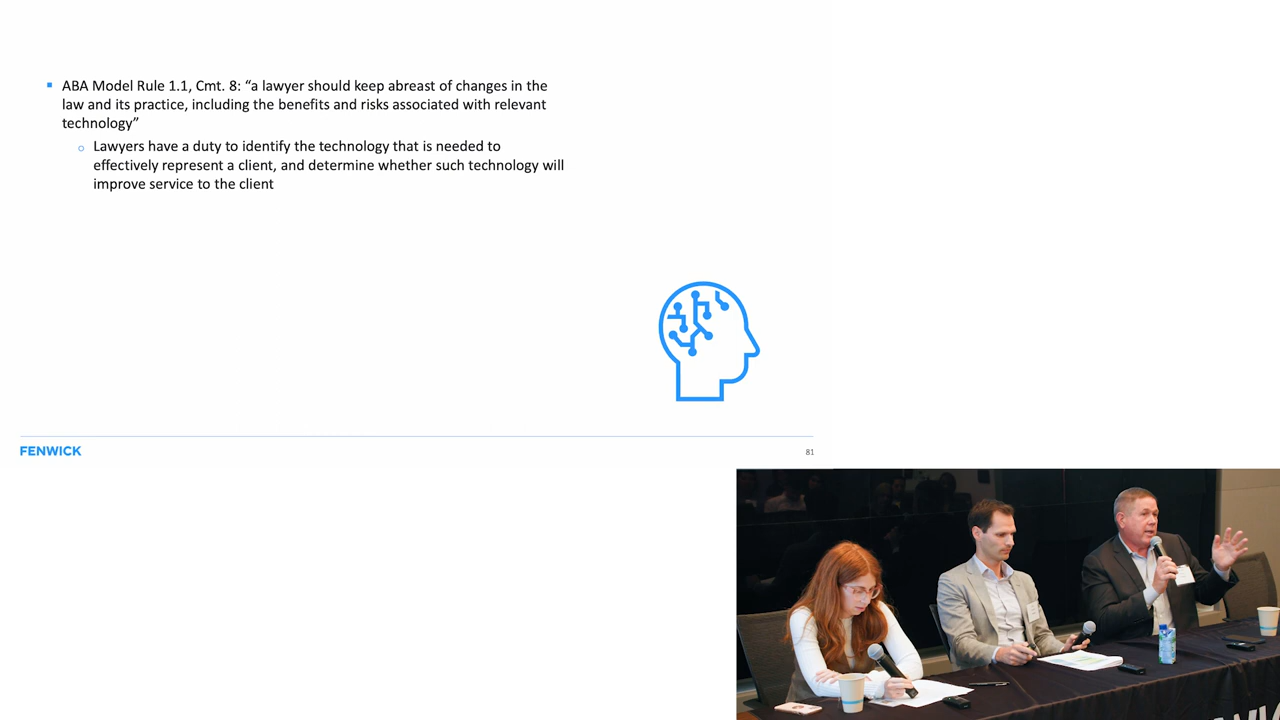 ABA Model Rule 1.1, Cmt. 8: “a lawyer should keep abreast of changes in the
law and its practice, including the benefits and risks associated with relevant
technology”
Lawyers have a duty to identify the technology that is needed to
effectively represent a client, and determine whether such technology will
improve service to the client
FENWICK
81